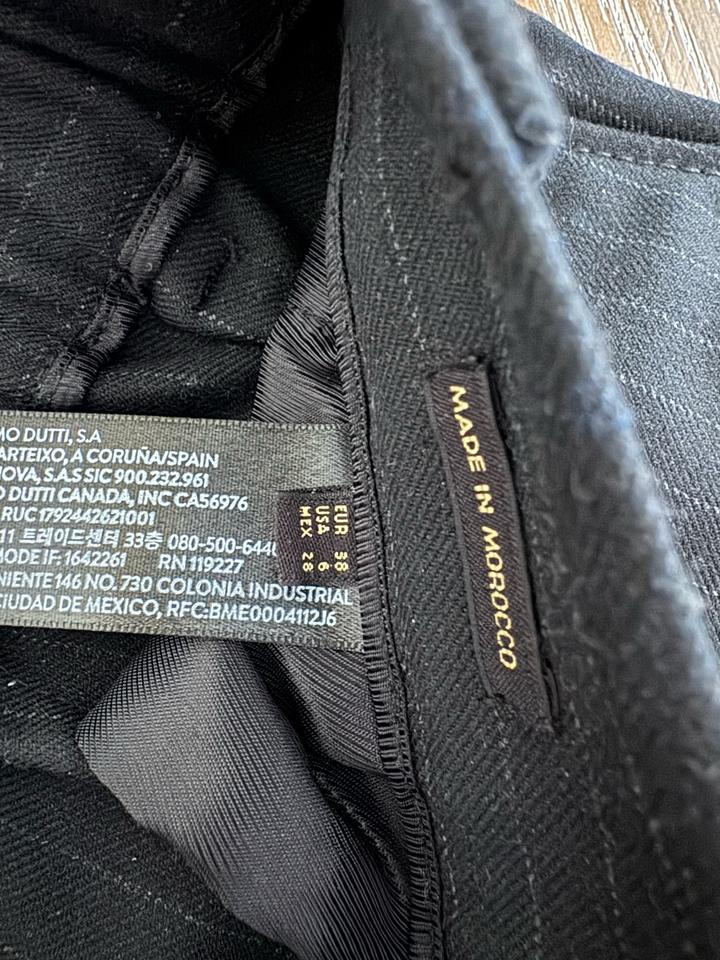 MO DUTTI, S.A
ARTEIXO, A CORUÑA/SPAIN
NOVA, S.A.S SIC 900.232.961
O DUTTI CANADA, INC CA56976
RUC1792442621001
11 트레이드센터 33층 080-500-644
MODE IF: 1642261 RN 119227
NIENTE 146 NO. 730 COLONIA INDUSTRIAL
CIUDAD DE MEXICO, RFC:BME0004112J6
EUR 38
USA 6
MEX 28
MADE IN MOROCCO